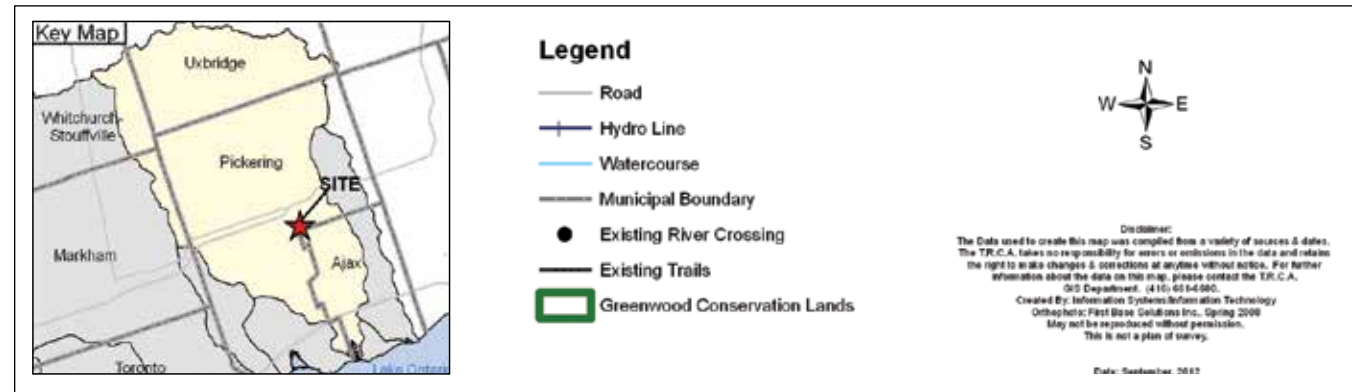 Key Map
Uxbridge
Whitchurch-
Stouffville
Pickering
SITE
Markham
Ajax
Toronto
Lake Ontario
Legend
Road
Hydro Line
Watercourse
Municipal Boundary
Existing River Crossing
Existing Trails
Greenwood Conservation Lands
N
W E
S
Disclaimer:
The Data used to create this map was compiled from a variety of sources & dates.
The T.R.C.A. takes no responsibility for errors or omissions in the data and retains
the right to make changes & corrections at anytime without notice. For further
information about the data on this map, please contact the T.R.C.A.
GIS Department. (416) 661-6600.
Created By: Information Systems/Information Technology
Orthophoto: First Base Solutions Inc., Spring 2008
May not be reproduced without permission.
This is not a plan of survey.
Date: September, 2012